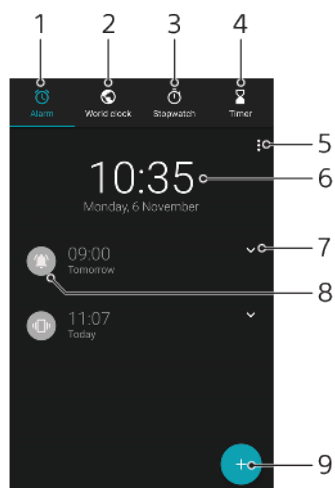 1 2 3 4
Alarm World clock Stopwatch Timer
5
10:35 6
Monday, 6 November
7
09:00
Tomorrow
8
11:07
Today
+ 9